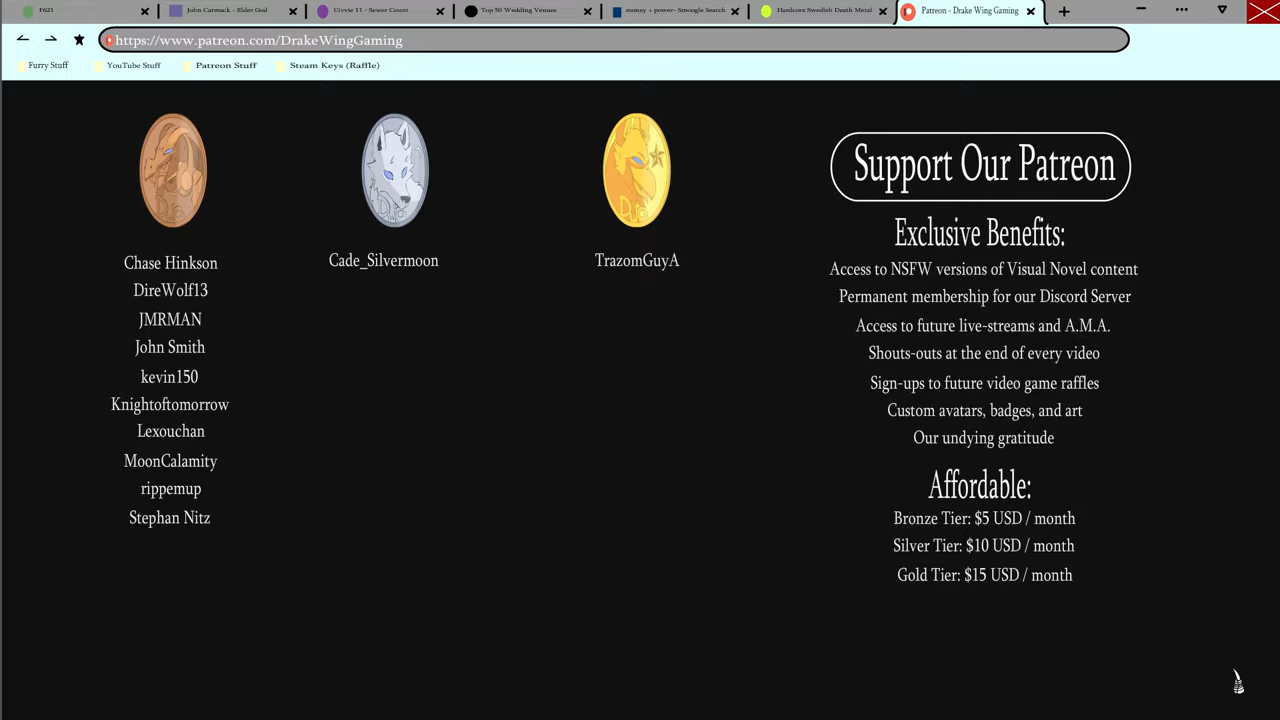 F621
John Carmack - Elder God
Civvie 11 - Sewer Count
Top 50 Wedding Venues
money + power- Smoogle Search
Hardcore Swedish Death Metal
Patreon - Drake Wing Gaming
https://www.patreon.com/DrakeWingGaming
Furry Stuff
YouTube Stuff
Patreon Stuff
Steam Keys (Raffle)
Support Our Patreon
Exclusive Benefits:
Access to NSFW versions of Visual Novel content
Permanent membership for our Discord Server
Access to future live-streams and A.M.A.
Shouts-outs at the end of every video
Sign-ups to future video game raffles
Custom avatars, badges, and art
Our undying gratitude
Affordable:
Bronze Tier: $5 USD / month
Silver Tier: $10 USD / month
Gold Tier: $15 USD / month
Chase Hinkson
DireWolf13
JMRMAN
John Smith
kevin150
Knightoftomorrow
Lexouchan
MoonCalamity
rippemup
Stephan Nitz
Cade_Silvermoon
TrazomGuyA